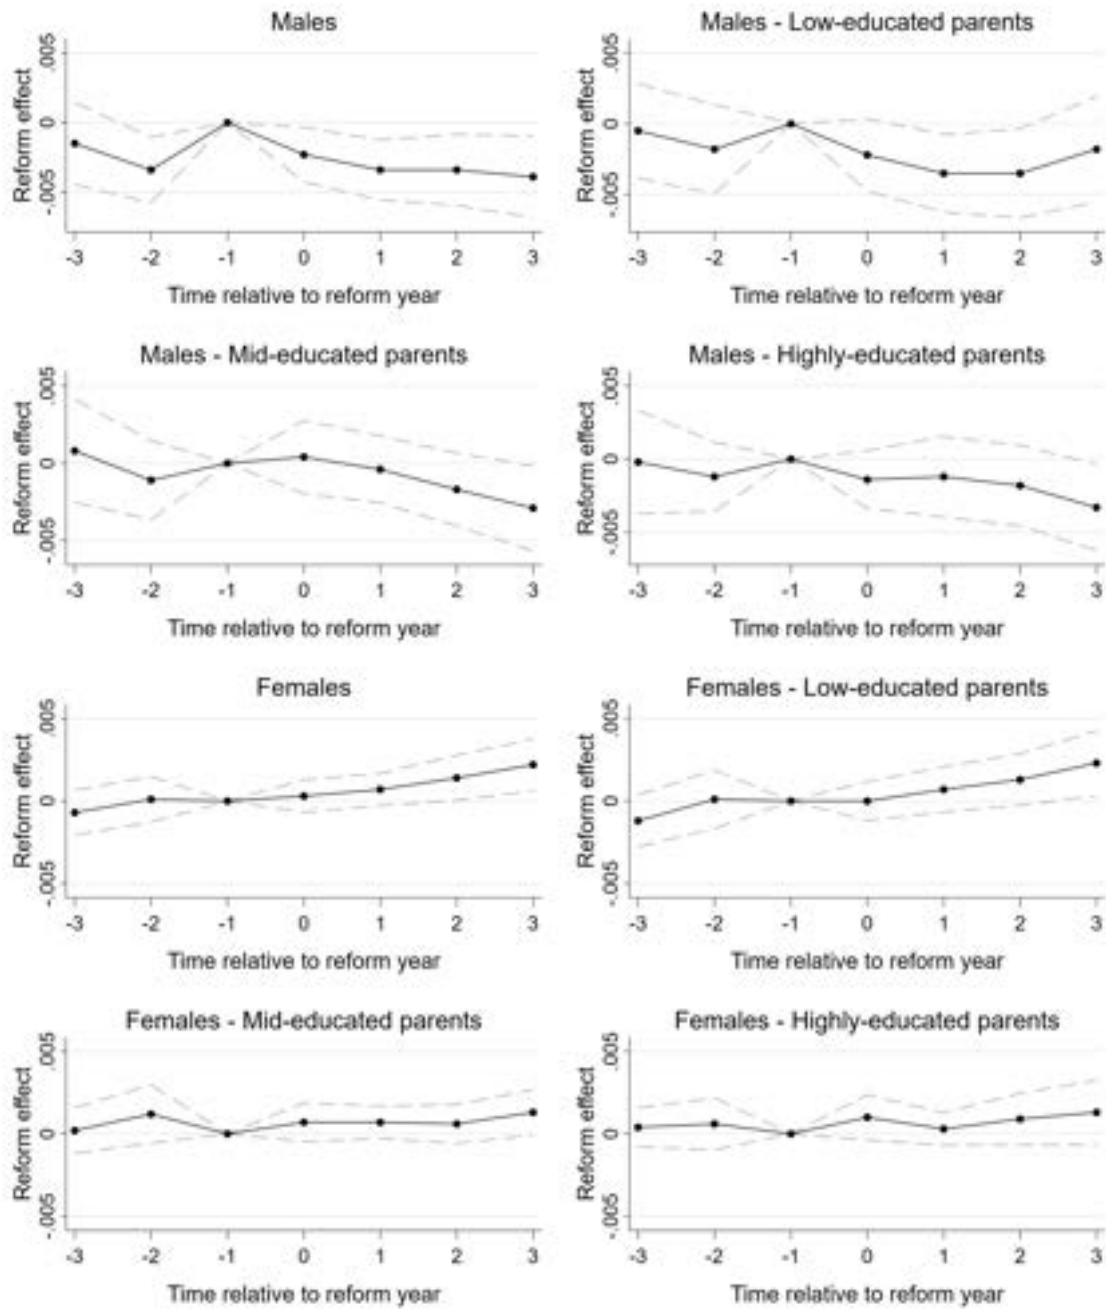 Males
Reform effect
.005
0
-.005
-3 -2 -1 0 1 2 3
Time relative to reform year
Males - Low-educated parents
Reform effect
.005
0
-.005
-3 -2 -1 0 1 2 3
Time relative to reform year
Males - Mid-educated parents
Reform effect
.005
0
-.005
-3 -2 -1 0 1 2 3
Time relative to reform year
Males - Highly-educated parents
Reform effect
.005
0
-.005
-3 -2 -1 0 1 2 3
Time relative to reform year
Females
Reform effect
.005
0
-.005
-3 -2 -1 0 1 2 3
Time relative to reform year
Females - Low-educated parents
Reform effect
.005
0
-.005
-3 -2 -1 0 1 2 3
Time relative to reform year
Females - Mid-educated parents
Reform effect
.005
0
-.005
-3 -2 -1 0 1 2 3
Time relative to reform year
Females - Highly-educated parents
Reform effect
.005
0
-.005
-3 -2 -1 0 1 2 3
Time relative to reform year